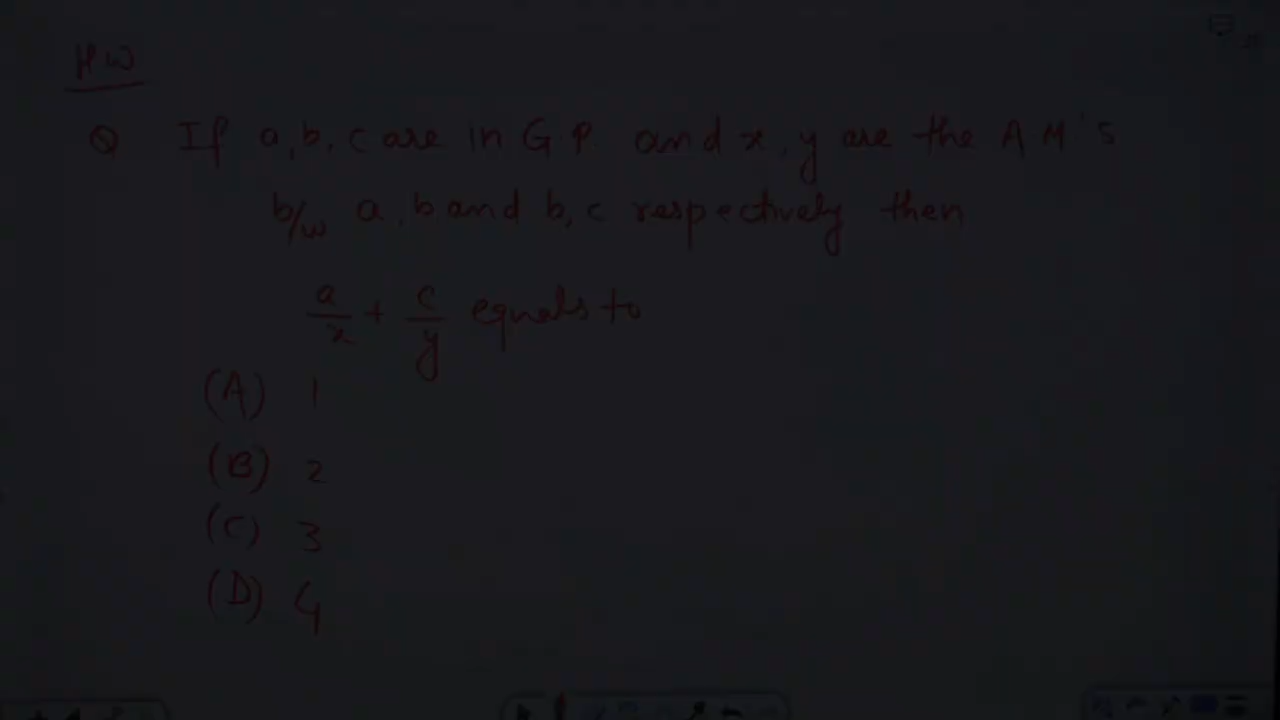 HW
Q If a, b, c are in G.P. and x, y are the A M's
b/w a, b and b, c respectively then
a/x + c/y equals to
(A) 1
(B) 2
(C) 3
(D) 4